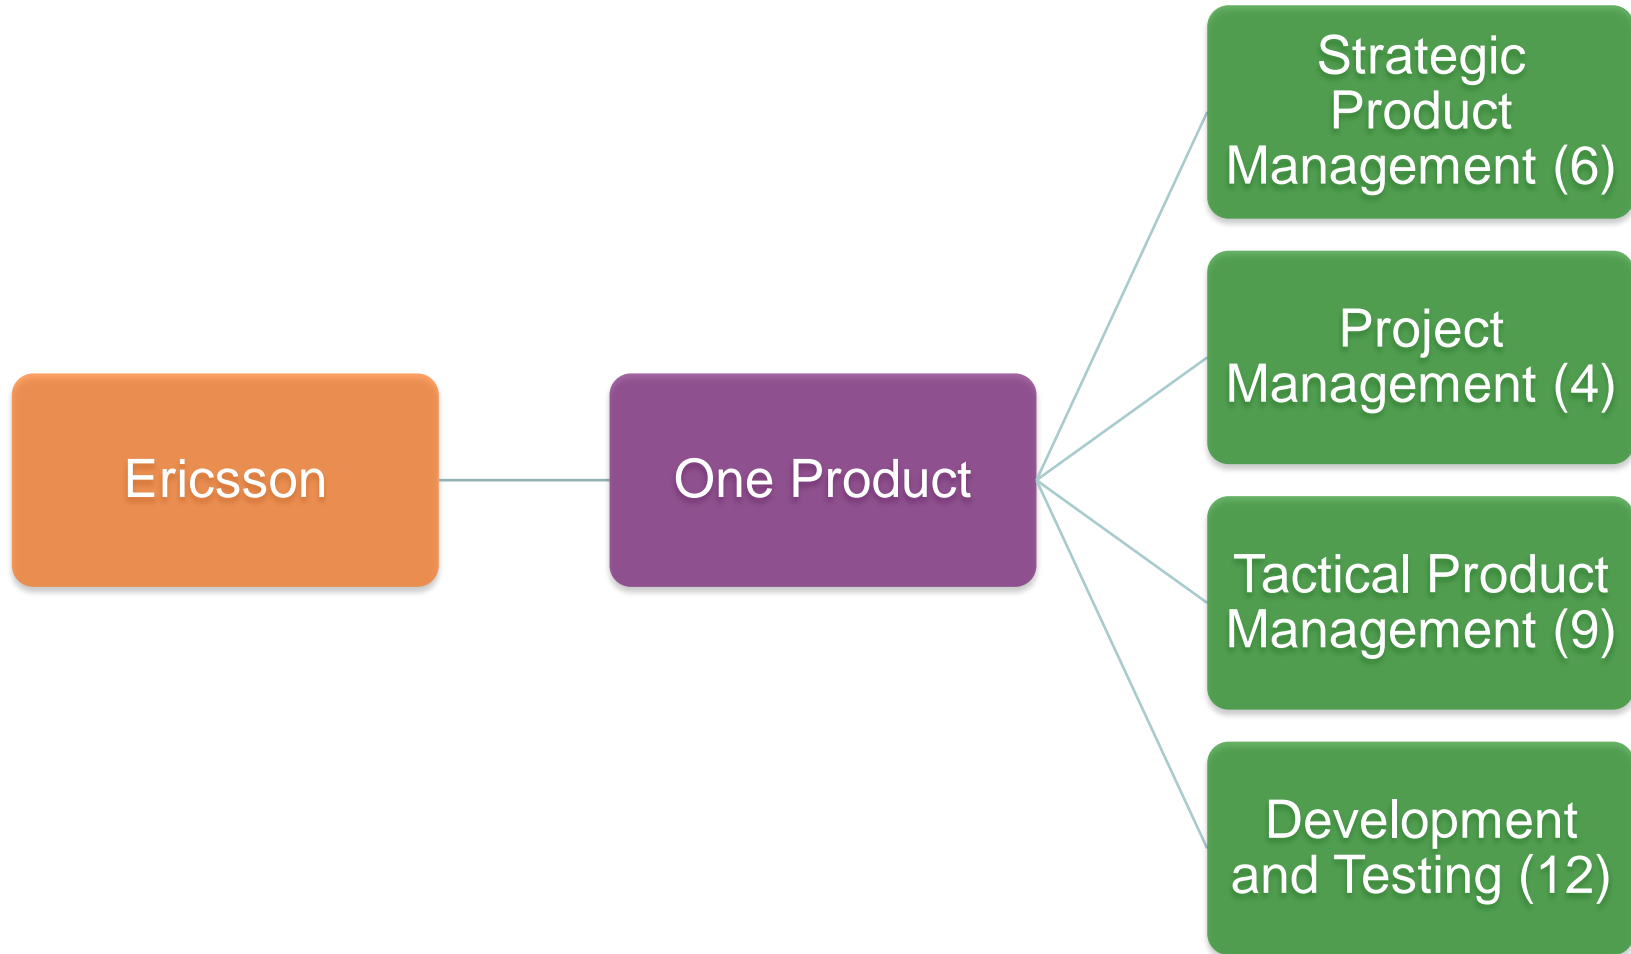 Ericsson
One Product
Strategic
Product
Management (6)
Project
Management (4)
Tactical Product
Management (9)
Development
and Testing (12)